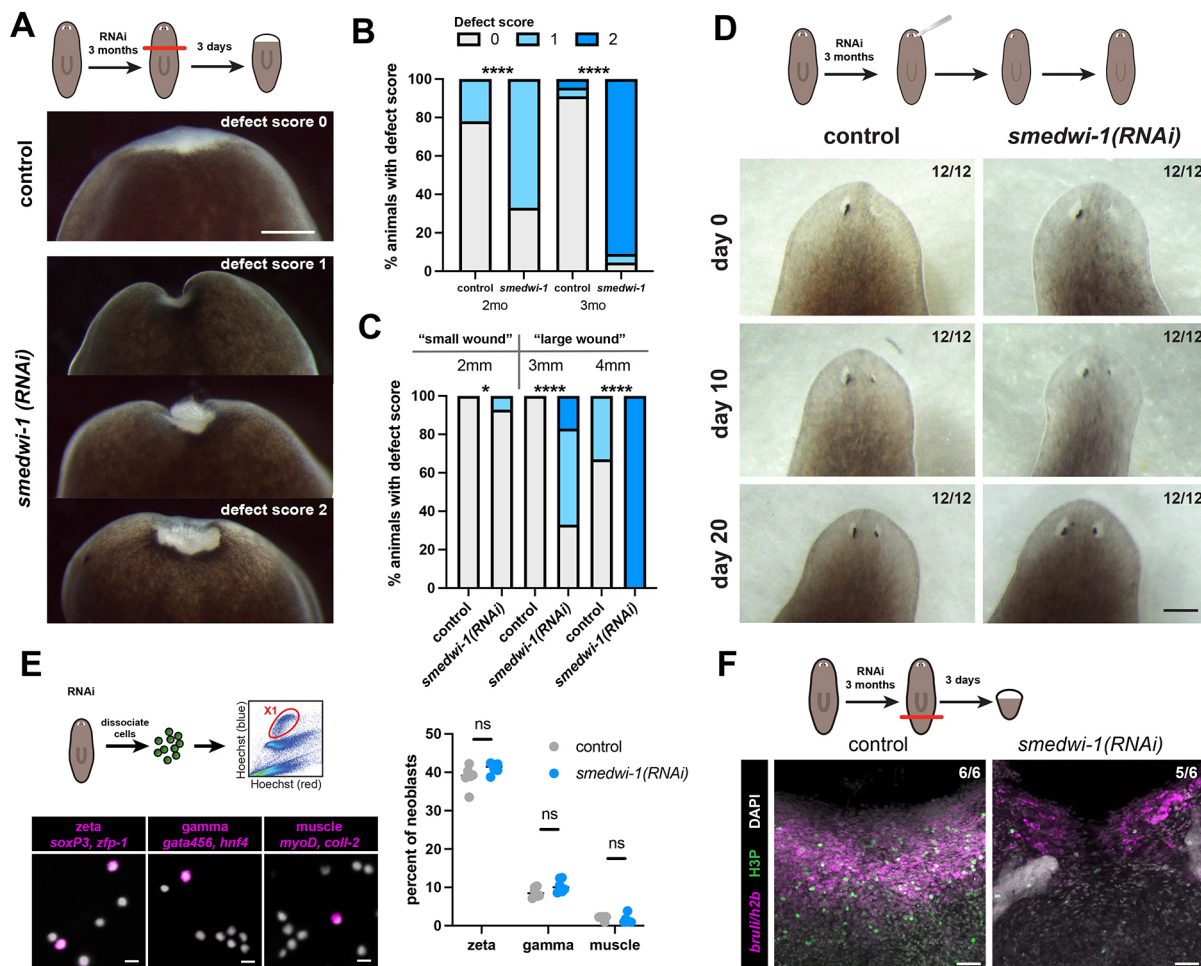 A
RNAi
3 months
3 days
control
defect score 0
smedwi-1 (RNAi)
defect score 1
defect score 2
B
Defect score
0 1 2
% animals with defect score
100
80
60
40
20
0
**** ****
control smedwi-1 control smedwi-1
2mo 3mo
C
“small wound” “large wound”
2mm 3mm 4mm
* **** ****
% animals with defect score
100
80
60
40
20
0
control
smedwi-1(RNAi)
control
smedwi-1(RNAi)
control
smedwi-1(RNAi)
D
RNAi
3 months
control smedwi-1(RNAi)
day 0
12/12 12/12
day 10
12/12 12/12
day 20
12/12 12/12
E
RNAi
dissociate
cells
X1
Hoechst (blue)
Hoechst (red)
zeta
soxP3, zfp-1
gamma
gata456, hnf4
muscle
myoD, coll-2
percent of neoblasts
50
40
30
20
10
0
ns
ns
ns
control
smedwi-1(RNAi)
zeta gamma muscle
F
RNAi
3 months
3 days
control smedwi-1(RNAi)
bruli/h2b H3P DAPI
6/6 5/6